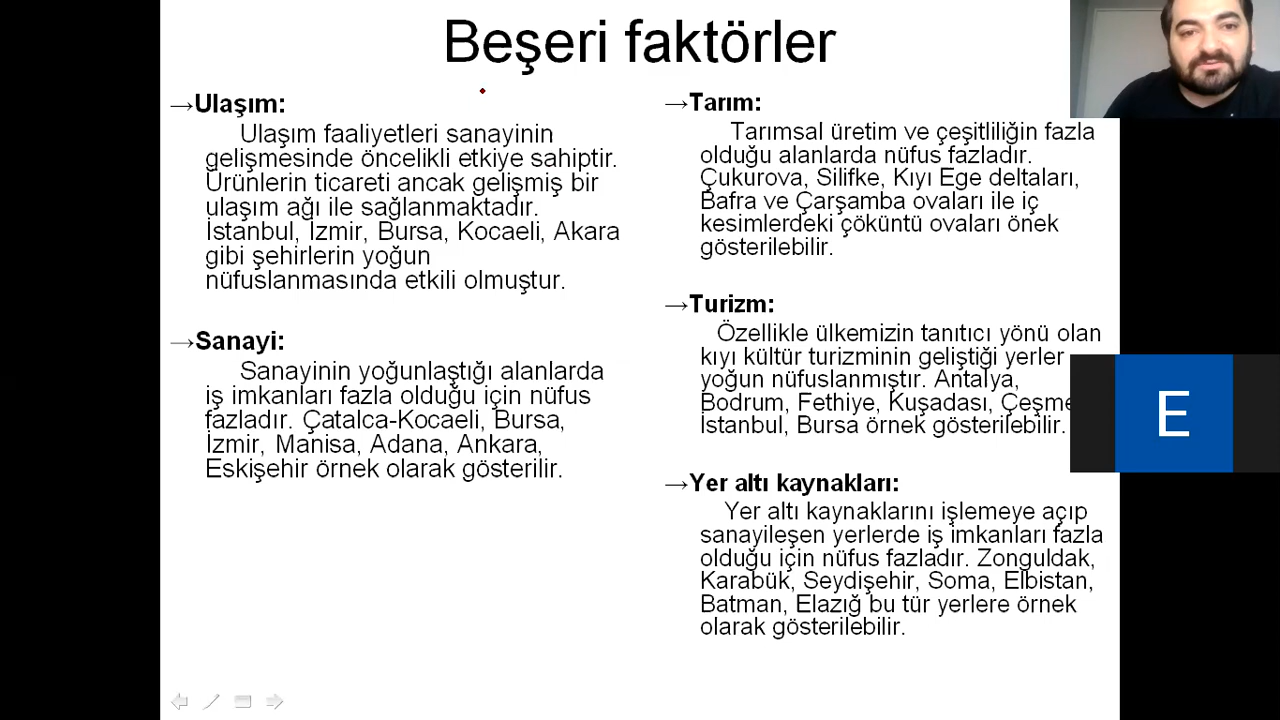 Beşeri faktörler
→Ulaşım:
Ulaşım faaliyetleri sanayinin
gelişmesinde öncelikli etkiye sahiptir.
Ürünlerin ticareti ancak gelişmiş bir
ulaşım ağı ile sağlanmaktadır.
İstanbul, İzmir, Bursa, Kocaeli, Akara
gibi şehirlerin yoğun
nüfuslanmasında etkili olmuştur.
→Sanayi:
Sanayinin yoğunlaştığı alanlarda
iş imkanları fazla olduğu için nüfus
fazladır. Çatalca-Kocaeli, Bursa,
İzmir, Manisa, Adana, Ankara,
Eskişehir örnek olarak gösterilir.
→Tarım:
Tarımsal üretim ve çeşitliliğin fazla
olduğu alanlarda nüfus fazladır.
Çukurova, Silifke, Kıyı Ege deltaları,
Bafra ve Çarşamba ovaları ile iç
kesimlerdeki çöküntü ovaları önek
gösterilebilir.
→Turizm:
Özellikle ülkemizin tanıtıcı yönü olan
kıyı kültür turizminin geliştiği yerler
yoğun nüfuslanmıştır. Antalya,
Bodrum, Fethiye, Kuşadası, Çeşme
İstanbul, Bursa örnek gösterilebilir.
→Yer altı kaynakları:
Yer altı kaynaklarını işlemeye açıp
sanayileşen yerlerde iş imkanları fazla
olduğu için nüfus fazladır. Zonguldak,
Karabük, Seydişehir, Soma, Elbistan,
Batman, Elazığ bu tür yerlere örnek
olarak gösterilebilir.
E